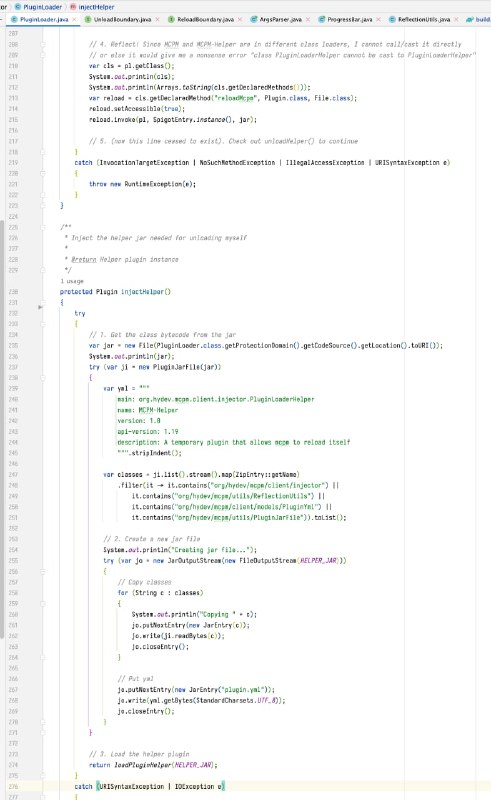 or PluginLoader injectHelper
PluginLoader.java × UnloadBoundary.java × ReloadBoundary.java × ArgsParser.java × ProgressBar.java × ReflectionUtils.java × build.
207
208 // 4. Reflect: Since MCPM and MCPM-Helper are in different class loaders, I cannot call/cast it directly
209 // or else it would give me a nonsense error "class PluginLoaderHelper cannot be cast to PluginLoaderHelper"
210 var cls = pl.getClass();
211 System.out.println(cls);
212 System.out.println(Arrays.toString(cls.getDeclaredMethods()));
213 var reload = cls.getDeclaredMethod("reloadMcpm", Plugin.class, File.class);
214 reload.setAccessible(true);
215 reload.invoke(pl, SpigotEntry.instance(), jar);
216
217 // 5. (now this line ceased to exist). Check out unloadHelper() to continue
218 }
219 catch (InvocationTargetException | NoSuchMethodException | IllegalAccessException | URISyntaxException e)
220 {
221 throw new RuntimeException(e);
222 }
223 }
224
225 /**
226 * Inject the helper jar needed for unloading myself
227 *
228 * @return Helper plugin instance
229 */
1 usage
230 protected Plugin injectHelper()
231 {
232 try
233 {
234 // 1. Get the class bytecode from the jar
235 var jar = new File(PluginLoader.class.getProtectionDomain().getCodeSource().getLocation().toURI());
236 System.out.println(jar);
237 try (var ji = new PluginJarFile(jar))
238 {
239 var yml = """
240 main: org.hydev.mcpm.client.injector.PluginLoaderHelper
241 name: MCPM-Helper
242 version: 1.0
243 api-version: 1.19
244 description: A temporary plugin that allows mcpm to reload itself
245 """.stripIndent();
246
247 var classes = ji.list().stream().map(ZipEntry::getName)
248 .filter(it → it.contains("org/hydev/mcpm/client/injector") ||
249 it.contains("org/hydev/mcpm/utils/ReflectionUtils") ||
250 it.contains("org/hydev/mcpm/client/models/PluginYml") ||
251 it.contains("org/hydev/mcpm/utils/PluginJarFile")).toList();
252
253 // 2. Create a new jar file
254 System.out.println("Creating jar file...");
255 try (var jo = new JarOutputStream(new FileOutputStream(HELPER_JAR)))
256 {
257 // Copy classes
258 for (String c : classes)
259 {
260 System.out.println("Copying " + c);
261 jo.putNextEntry(new JarEntry(c));
262 jo.write(ji.readBytes(c));
263 jo.closeEntry();
264 }
265
266 // Put yml
267 jo.putNextEntry(new JarEntry("plugin.yml"));
268 jo.write(yml.getBytes(StandardCharsets.UTF_8));
269 jo.closeEntry();
270 }
271 }
272
273 // 3. Load the helper plugin
274 return loadPluginHelper(HELPER_JAR);
275 }
276 catch (URISyntaxException | IOException e)
277 {